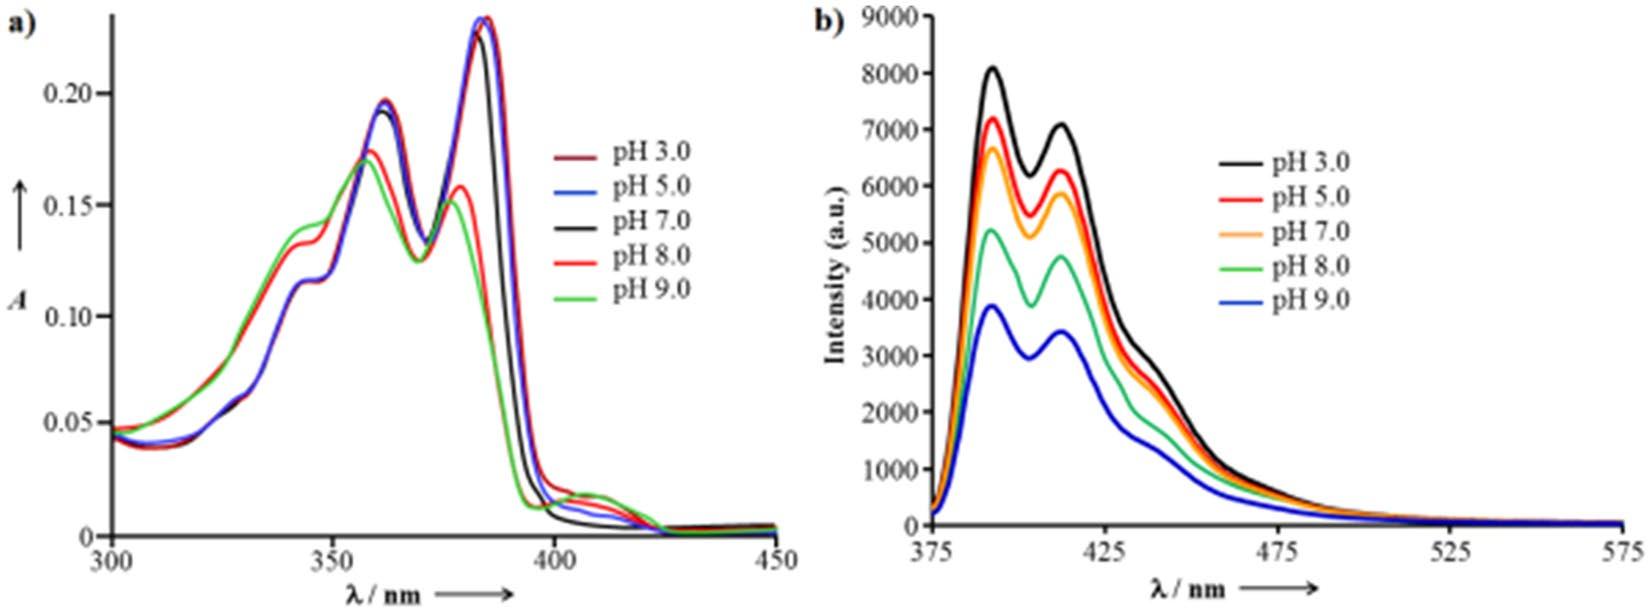 a)
0.20
0.15
0.10
0.05
0
A
300 350 400 450
λ / nm
pH 3.0
pH 5.0
pH 7.0
pH 8.0
pH 9.0
b)
9000
8000
7000
6000
5000
4000
3000
2000
1000
0
Intensity (a.u.)
375 425 475 525 575
λ / nm
pH 3.0
pH 5.0
pH 7.0
pH 8.0
pH 9.0